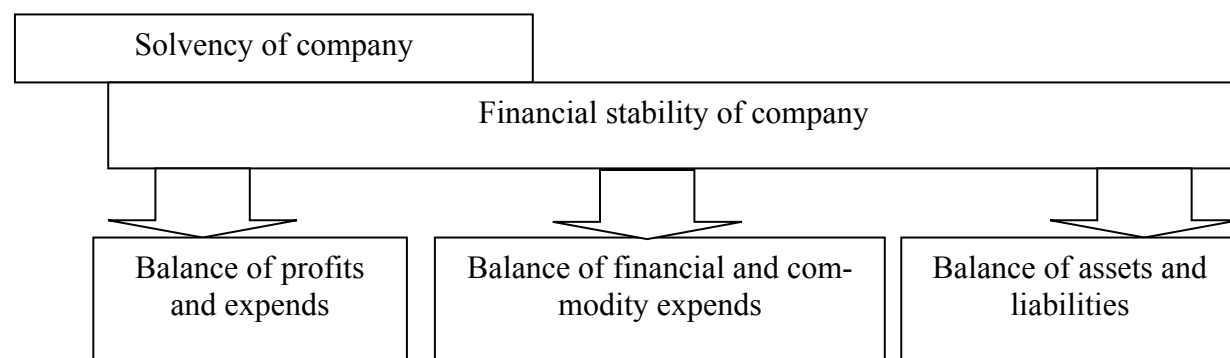 Solvency of company
Financial stability of company
Balance of profits
and expends
Balance of financial and com-
modity expends
Balance of assets and
liabilities